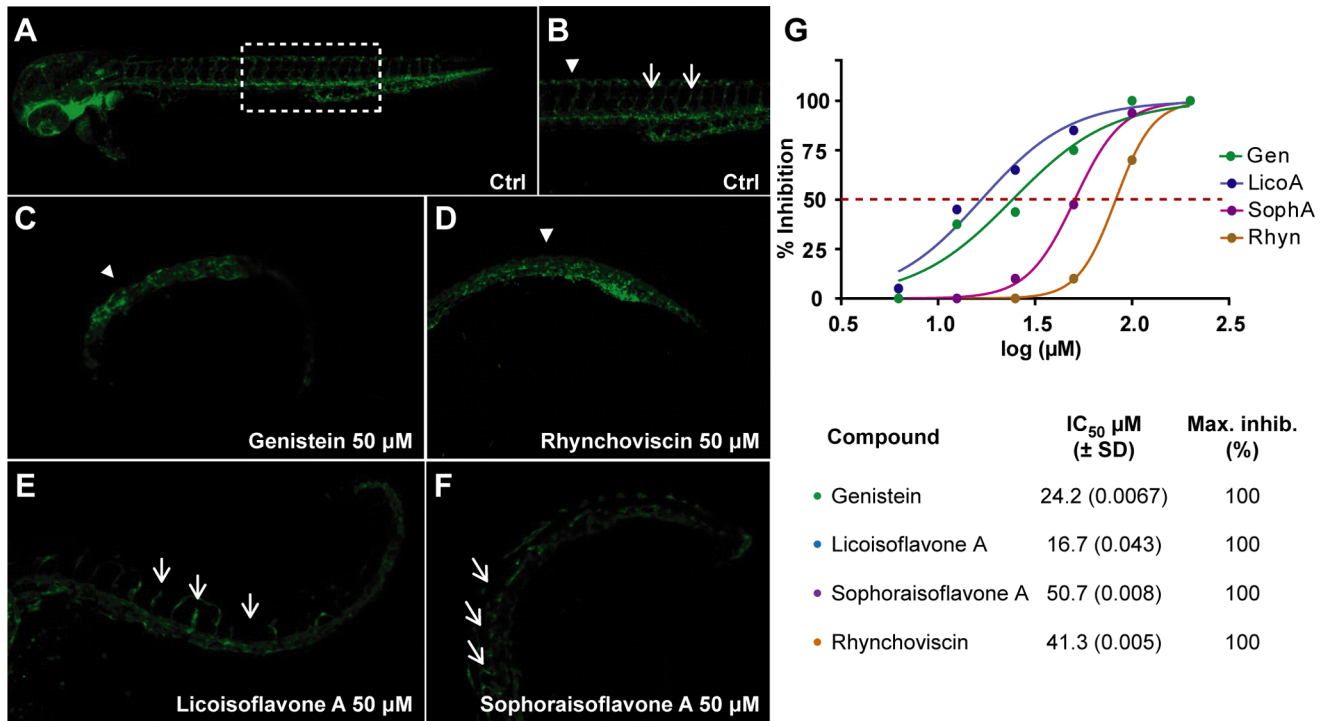 A
Ctrl
B
Ctrl
C
Genistein 50 µM
D
Rhynchoviscin 50 µM
E
Licoisoflavone A 50 µM
F
Sophoraisoflavone A 50 µM
G
% Inhibition
100
75
50
25
0
0.5 1.0 1.5 2.0 2.5
log (µM)
Gen
LicoA
SophA
Rhyn
Compound IC50 µM (± SD) Max. inhib. (%)
Genistein 24.2 (0.0067) 100
Licoisoflavone A 16.7 (0.043) 100
Sophoraisoflavone A 50.7 (0.008) 100
Rhynchoviscin 41.3 (0.005) 100